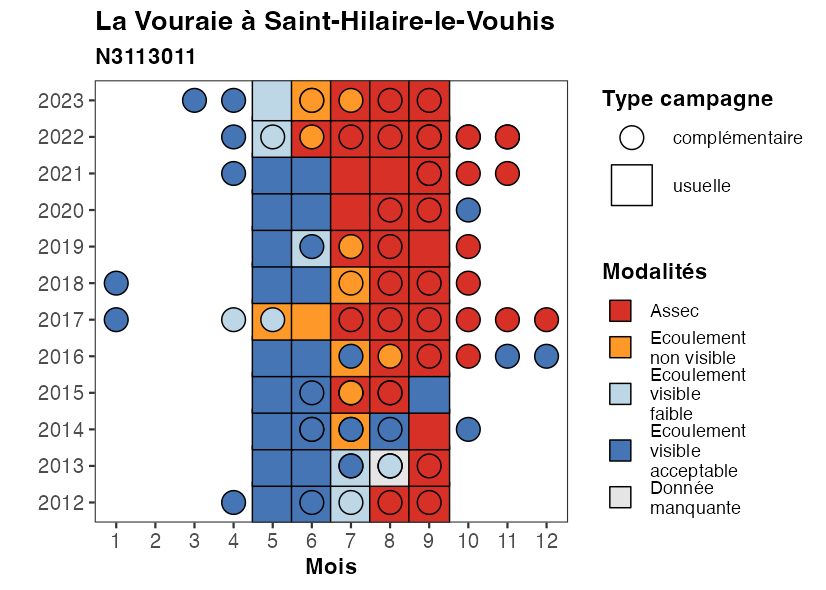 La Vouraie à Saint-Hilaire-le-Vouhis
N3113011
2023
2022
2021
2020
2019
2018
2017
2016
2015
2014
2013
2012
1 2 3 4 5 6 7 8 9 10 11 12
Mois
Type campagne
complémentaire
usuelle
Modalités
Assec
Ecoulement
non visible
Ecoulement
visible
faible
Ecoulement
visible
acceptable
Donnée
manquante